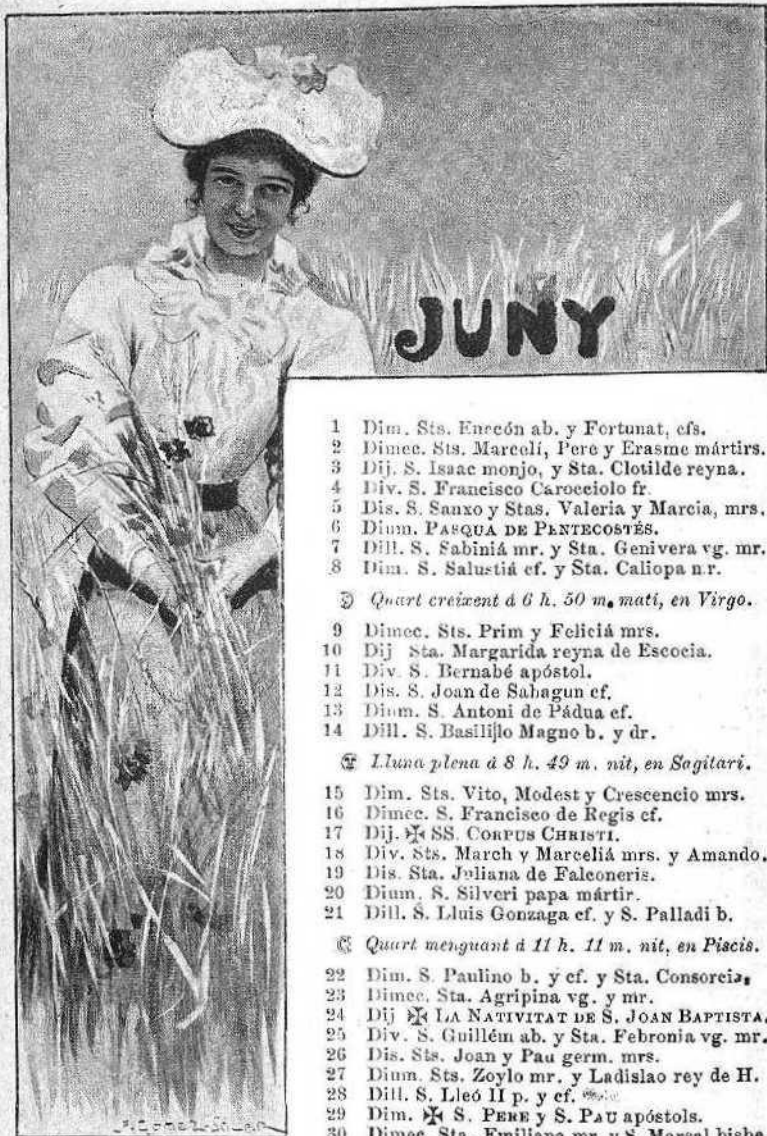 JUNY
1 Dim. Sts. Enecón ab. y Fortunat, cfs.
2 Dimec. Sts. Marcelí, Pere y Erasme mártirs.
3 Dij. S. Isaac monjo, y Sta. Clotilde reyna.
4 Div. S. Francisco Carocciolo fr.
5 Dis. S. Sanxo y Stas. Valeria y Marcia, mrs.
6 Dium. PASQUA DE PENTECOSTÉS.
7 Dill. S. Sabiniá mr. y Sta. Genivera vg. mr.
8 Dim. S. Salustiá cf. y Sta. Caliopa
Quart creixent á 6 h. 50 m. matí, en Virgo.
9 Dimec. Sts. Prim y Feliciá mrs.
10 Dij Sta. Margarida reyna de Escocia.
11 Div. S. Bernabé apóstol.
12 Dis. S. Joan de Sahagun cf.
13 Dium. S. Antoni de Pádua cf.
14 Dill. S. Basilijlo Magno b. y dr.
Lluna plena á 8 h. 49 m. nit, en Sagitari.
15 Dim. Sts. Vito, Modest y Crescencio mrs.
16 Dimec. S. Francisco de Regis cf.
17 Dij. ✠ SS. CORPUS CHRISTI.
18 Div. Sts. March y Marceliá mrs. y Amando.
19 Dis. Sta. Juliana de Falconeris.
20 Dium. S. Silveri papa mártir.
21 Dill. S. Lluis Gonzaga cf. y S. Palladi b.
Quart menguant á 11 h. 11 m. nit, en Piscis.
22 Dim. S. Paulino b. y cf. y Sta. Consorcia,
23 Dimec. Sta. Agripina vg. y mr.
24 Dij ✠ LA NATIVITAT DE S. JOAN BAPTISTA.
25 Div. S. Guillém ab. y Sta. Febronia vg. mr.
26 Dis. Sts. Joan y Pau germ. mrs.
27 Dium. Sts. Zoylo mr. y Ladislao rey de H.
28 Dill. S. Lleó II p. y cf.
29 Dim. ✠ S. PERE y S. PAU apóstols.
30 Dimec. Sta. Emiliana mr. y S. Marsal bisbe